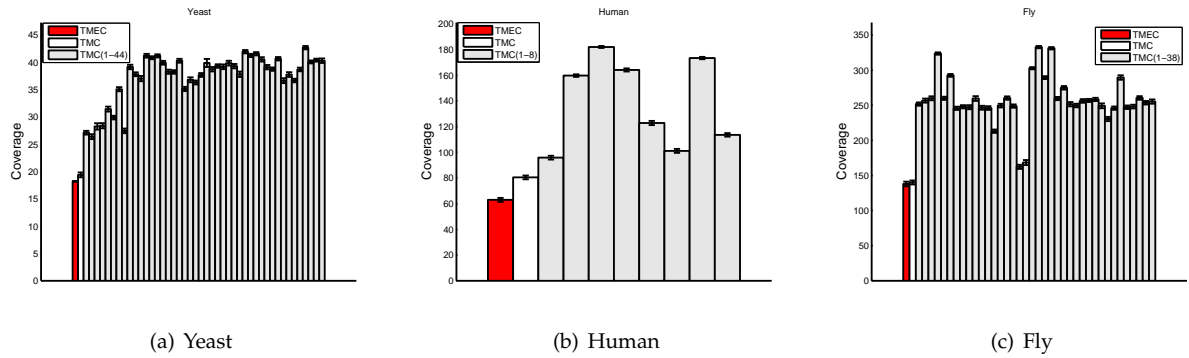 Yeast
TMEC
TMC
TMC(1−44)
Coverage
45
40
35
30
25
20
15
10
5
0
(a) Yeast
Human
TMEC
TMC
TMC(1−8)
Coverage
200
180
160
140
120
100
80
60
40
20
0
(b) Human
Fly
TMEC
TMC
TMC(1−38)
Coverage
350
300
250
200
150
100
50
0
(c) Fly